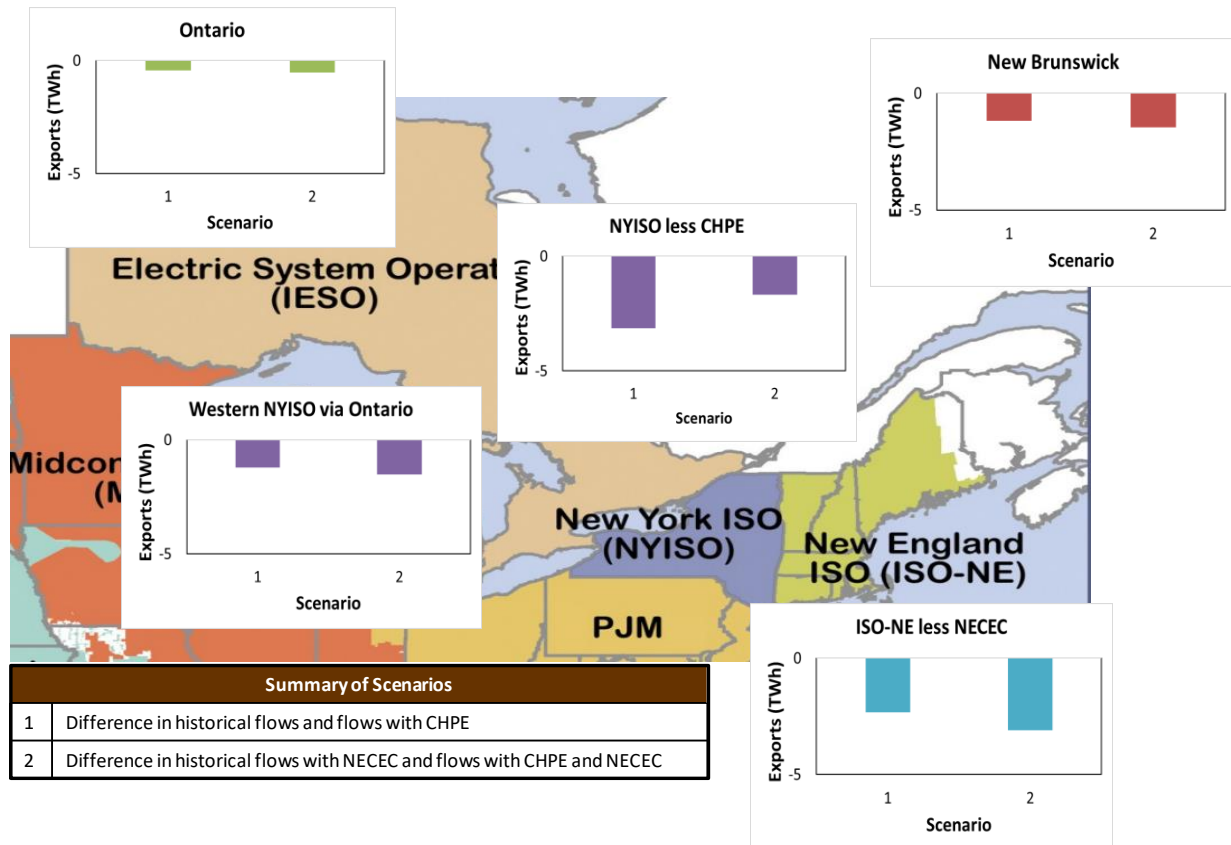 Ontario
0
-5
Exports (TWh)
1 2
Scenario
New Brunswick
0
-5
Exports (TWh)
1 2
Scenario
NYISO less CHPE
0
-5
Exports (TWh)
1 2
Scenario
Electric System Operat
(IESO)
Western NYISO via Ontario
0
-5
Exports (TWh)
1 2
Scenario
Midcon
(M
New York ISO
(NYISO)
New England
ISO (ISO-NE)
PJM
ISO-NE less NECEC
0
-5
Exports (TWh)
1 2
Scenario
Summary of Scenarios
1 Difference in historical flows and flows with CHPE
2 Difference in historical flows with NECEC and flows with CHPE and NECEC